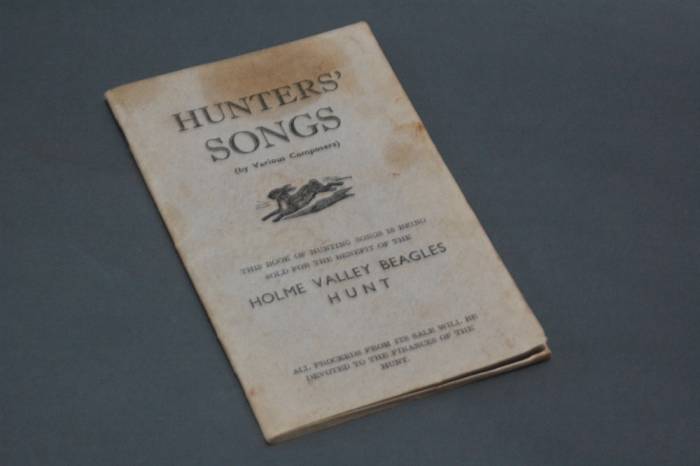 HUNTERS'
SONGS
(by Various Composers)
THIS BOOK OF HUNTING SONGS IS BEING
SOLD FOR THE BENEFIT OF THE
HOLME VALLEY BEAGLES
HUNT
ALL PROCEEDS FROM ITS SALE WILL BE
DEVOTED TO THE FINANCES OF THE
HUNT.